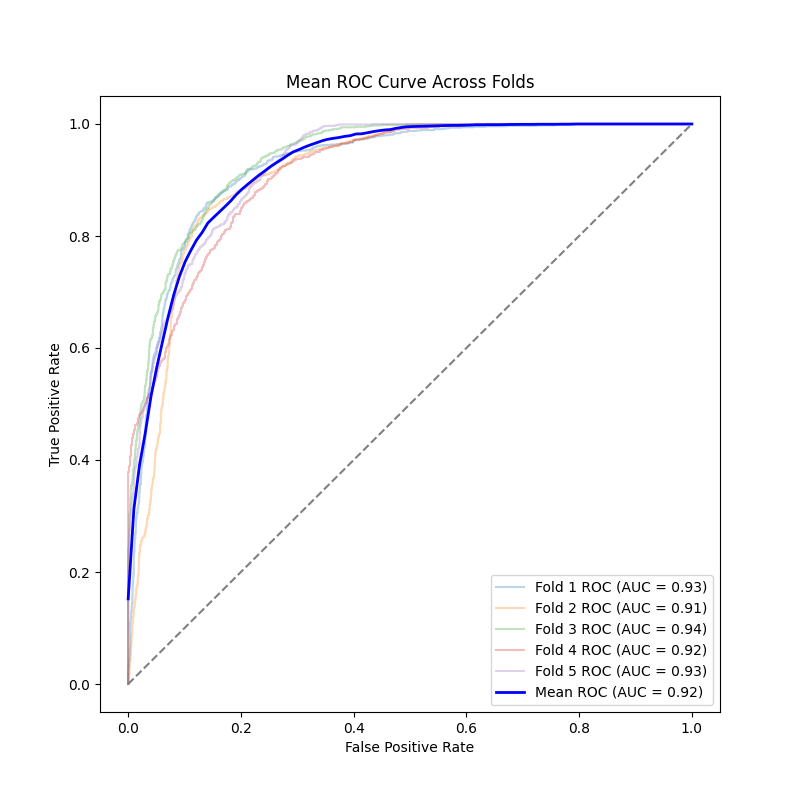 Mean ROC Curve Across Folds
True Positive Rate
1.0
0.8
0.6
0.4
0.2
0.0
0.0 0.2 0.4 0.6 0.8 1.0
False Positive Rate
Fold 1 ROC (AUC = 0.93)
Fold 2 ROC (AUC = 0.91)
Fold 3 ROC (AUC = 0.94)
Fold 4 ROC (AUC = 0.92)
Fold 5 ROC (AUC = 0.93)
Mean ROC (AUC = 0.92)